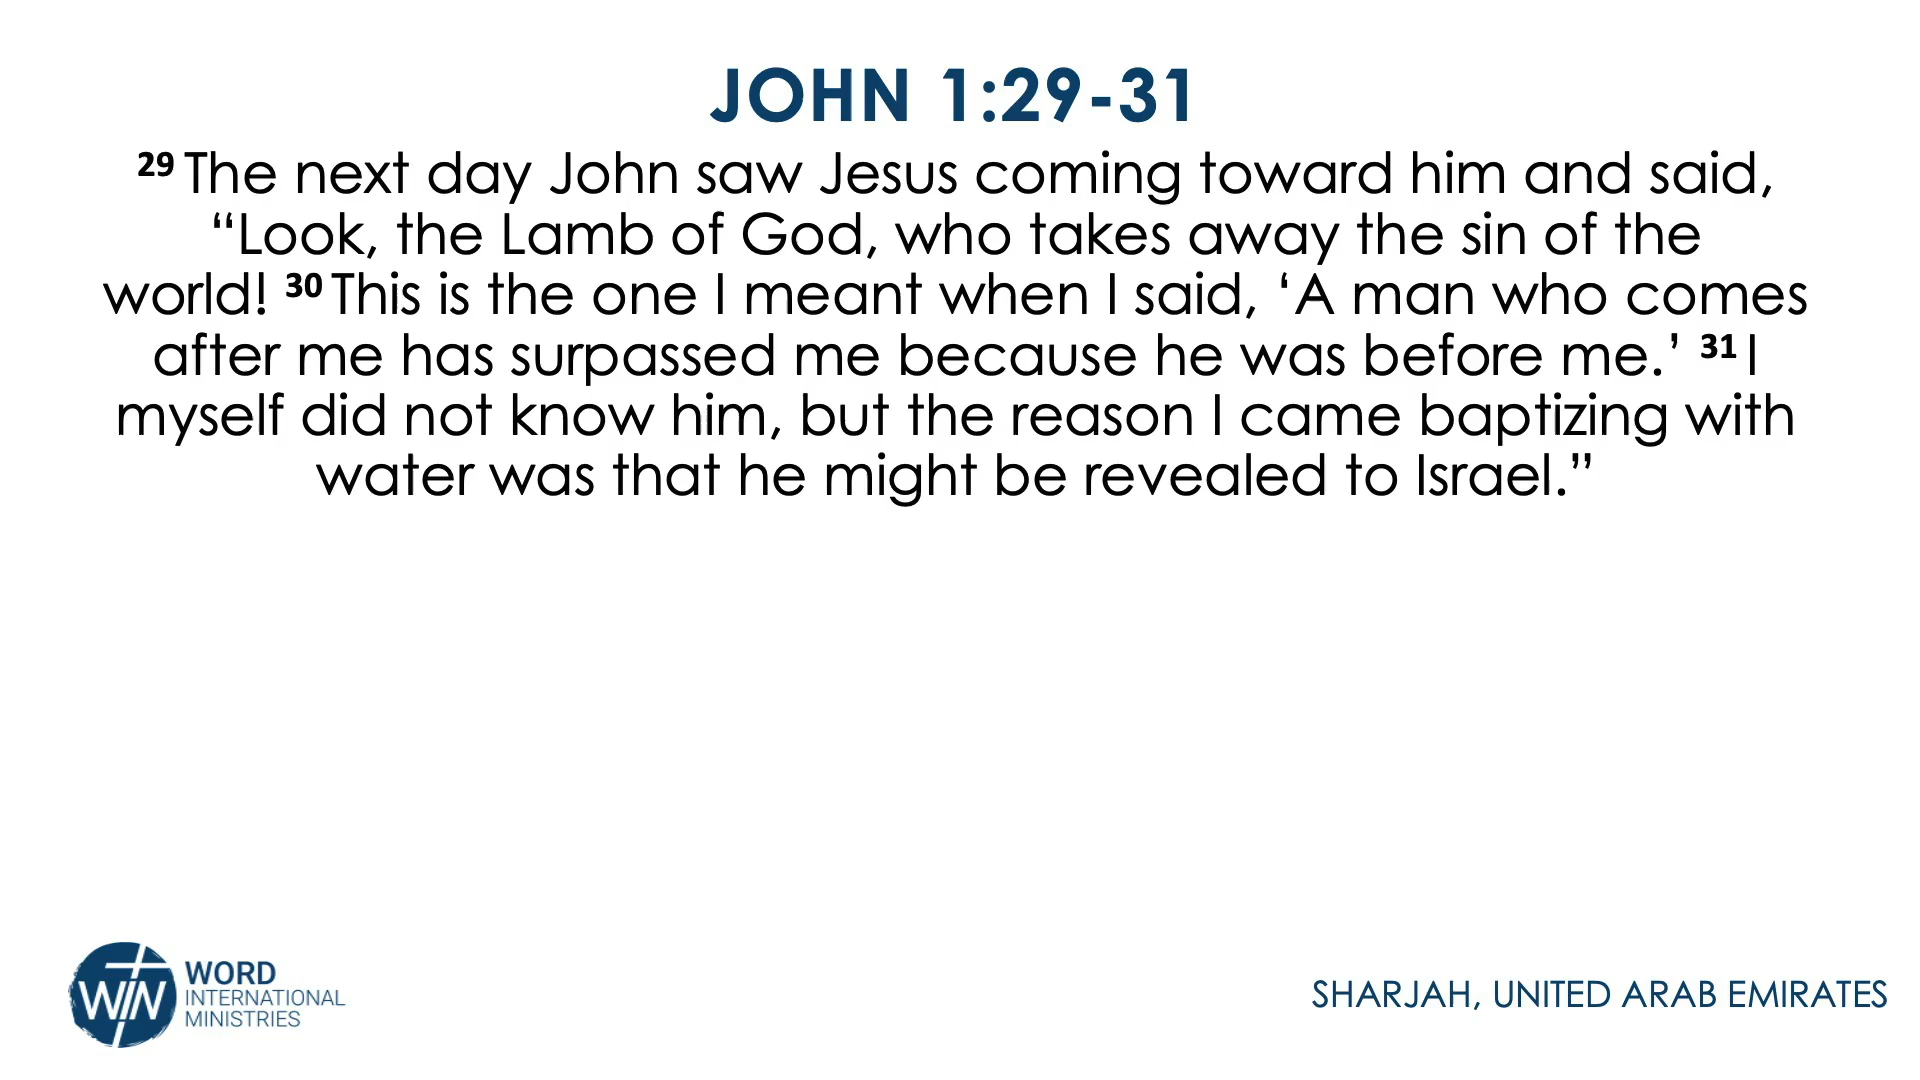 JOHN 1:29-31
29 The next day John saw Jesus coming toward him and said,
“Look, the Lamb of God, who takes away the sin of the
world! 30 This is the one I meant when I said, ‘A man who comes
after me has surpassed me because he was before me.’ 31 I
myself did not know him, but the reason I came baptizing with
water was that he might be revealed to Israel.”
WIN
WORD
INTERNATIONAL
MINISTRIES
SHARJAH, UNITED ARAB EMIRATES